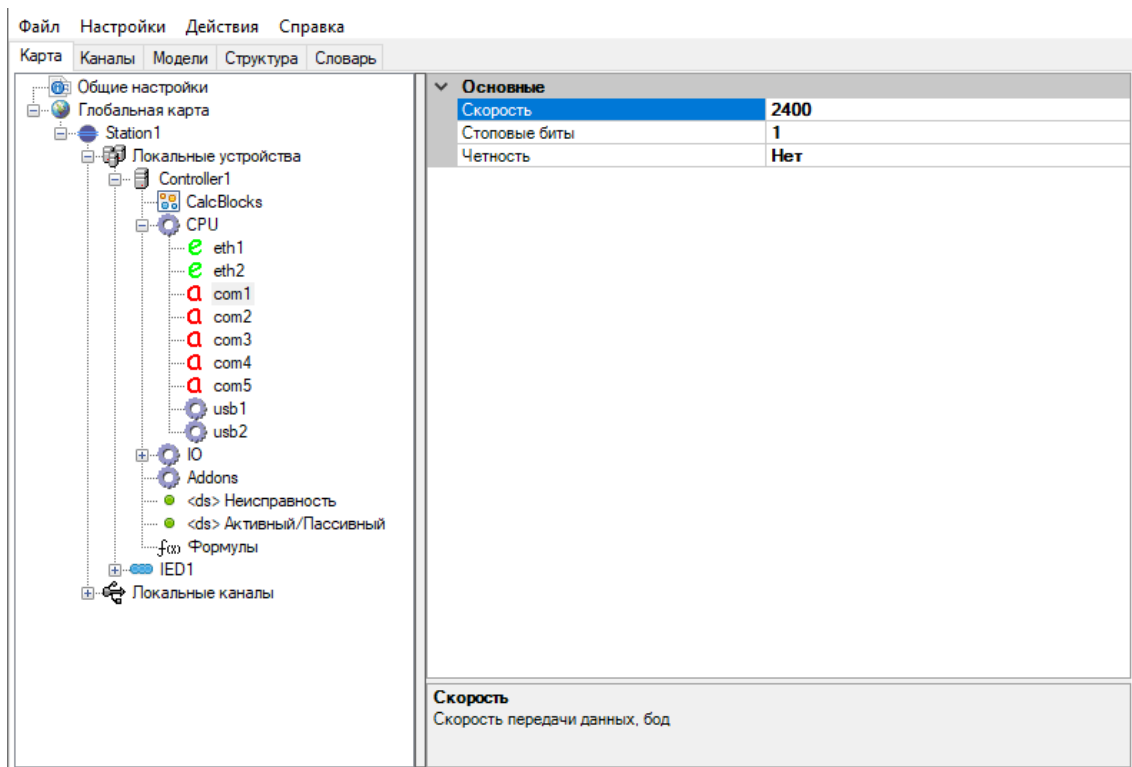 Файл Настройки Действия Справка
Карта Каналы Модели Структура Словарь
Общие настройки
Глобальная карта
Station1
Локальные устройства
Controller1
CalcBlocks
CPU
eth1
eth2
com1
com2
com3
com4
com5
usb1
usb2
IO
Addons
<ds> Неисправность
<ds> Активный/Пассивный
f(x) Формулы
IED1
Локальные каналы
Основные
Скорость 2400
Стоповые биты 1
Четность Нет
Скорость
Скорость передачи данных, бод